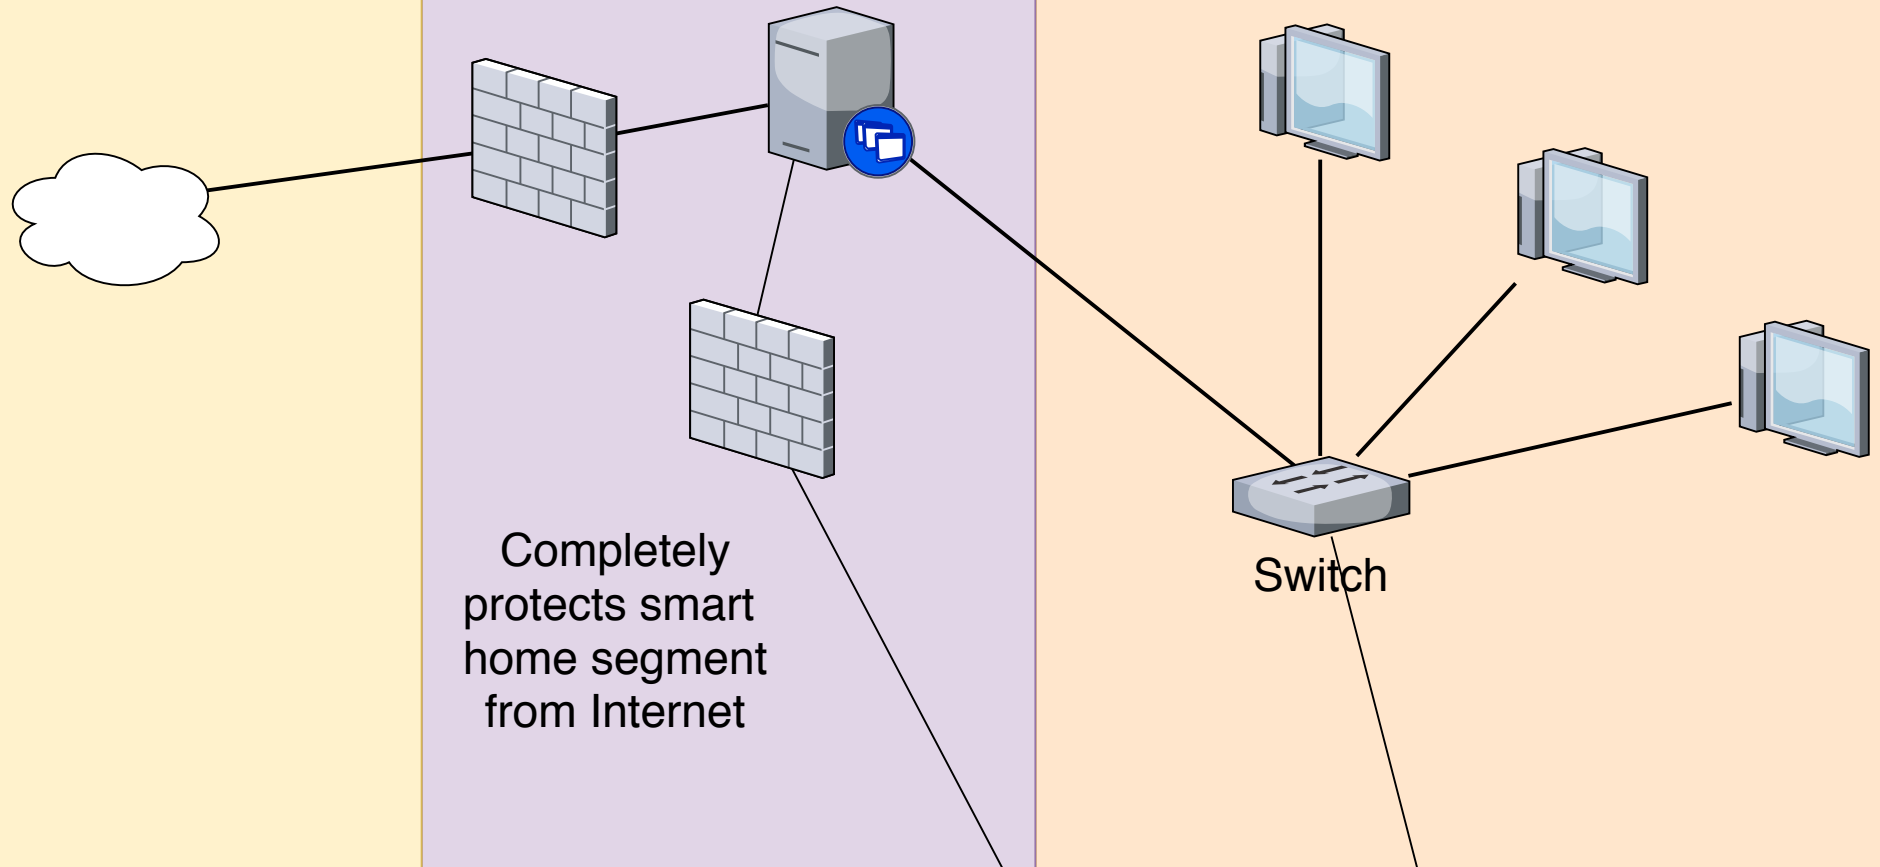 Completely
protects smart
home segment
from Internet
Switch